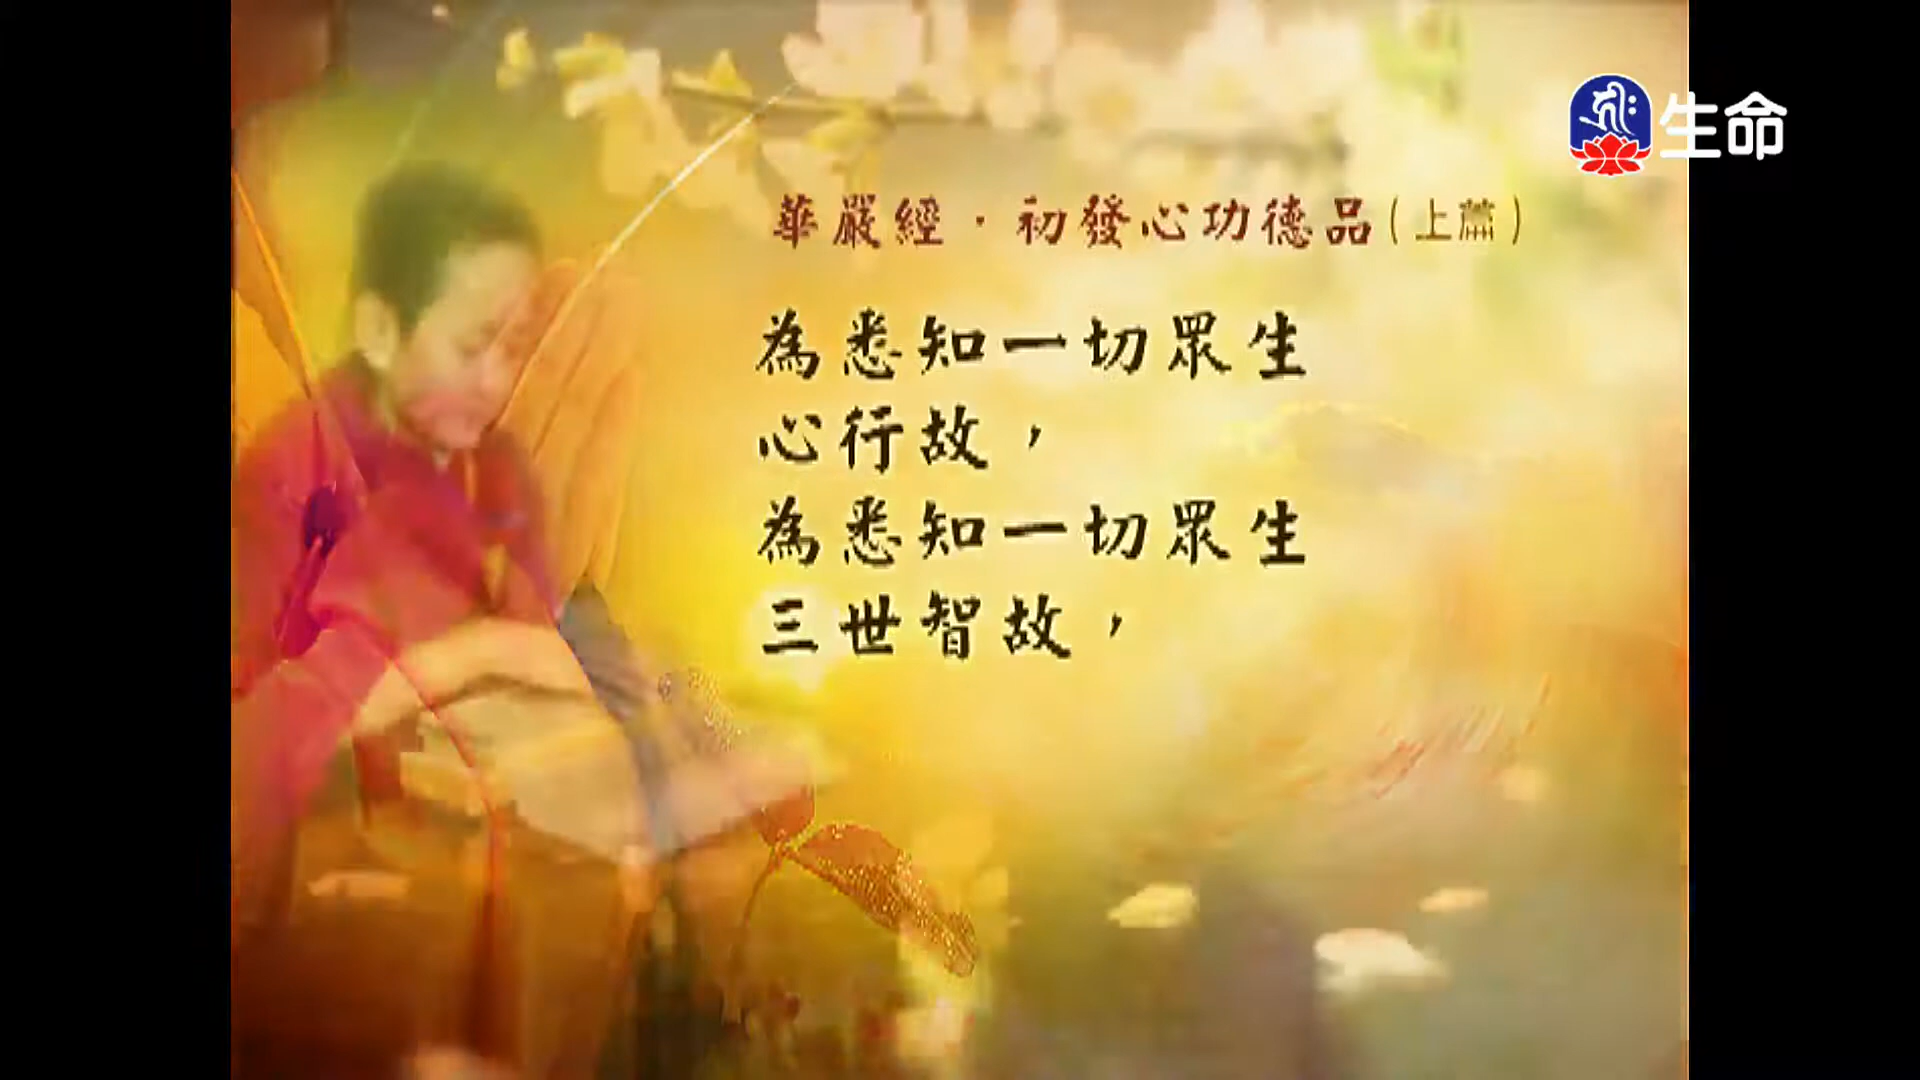 生命
華嚴經·初發心功德品(上篇)
為悉知一切眾生
心行故，
為悉知一切眾生
三世智故，